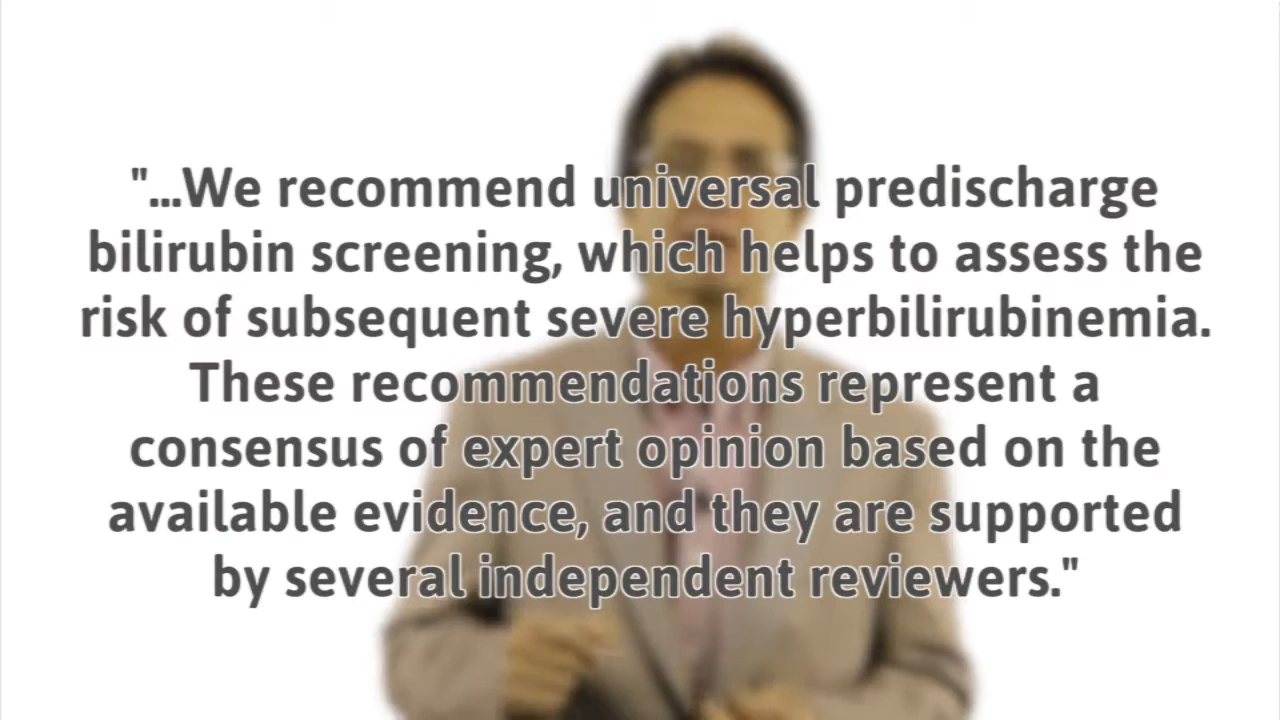 "...We recommend universal predischarge
bilirubin screening, which helps to assess the
risk of subsequent severe hyperbilirubinemia.
These recommendations represent a
consensus of expert opinion based on the
available evidence, and they are supported
by several independent reviewers."